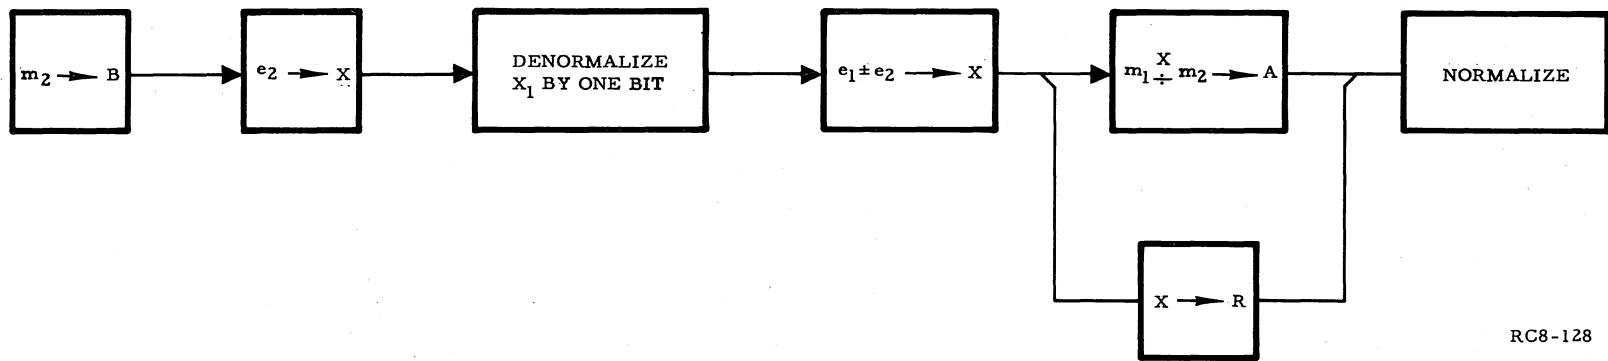 m₂ → B
e₂ → X
DENORMALIZE
X₁ BY ONE BIT
e₁ ± e₂ → X
X
m₁ ÷ m₂ → A
NORMALIZE
X → R
RC8-128